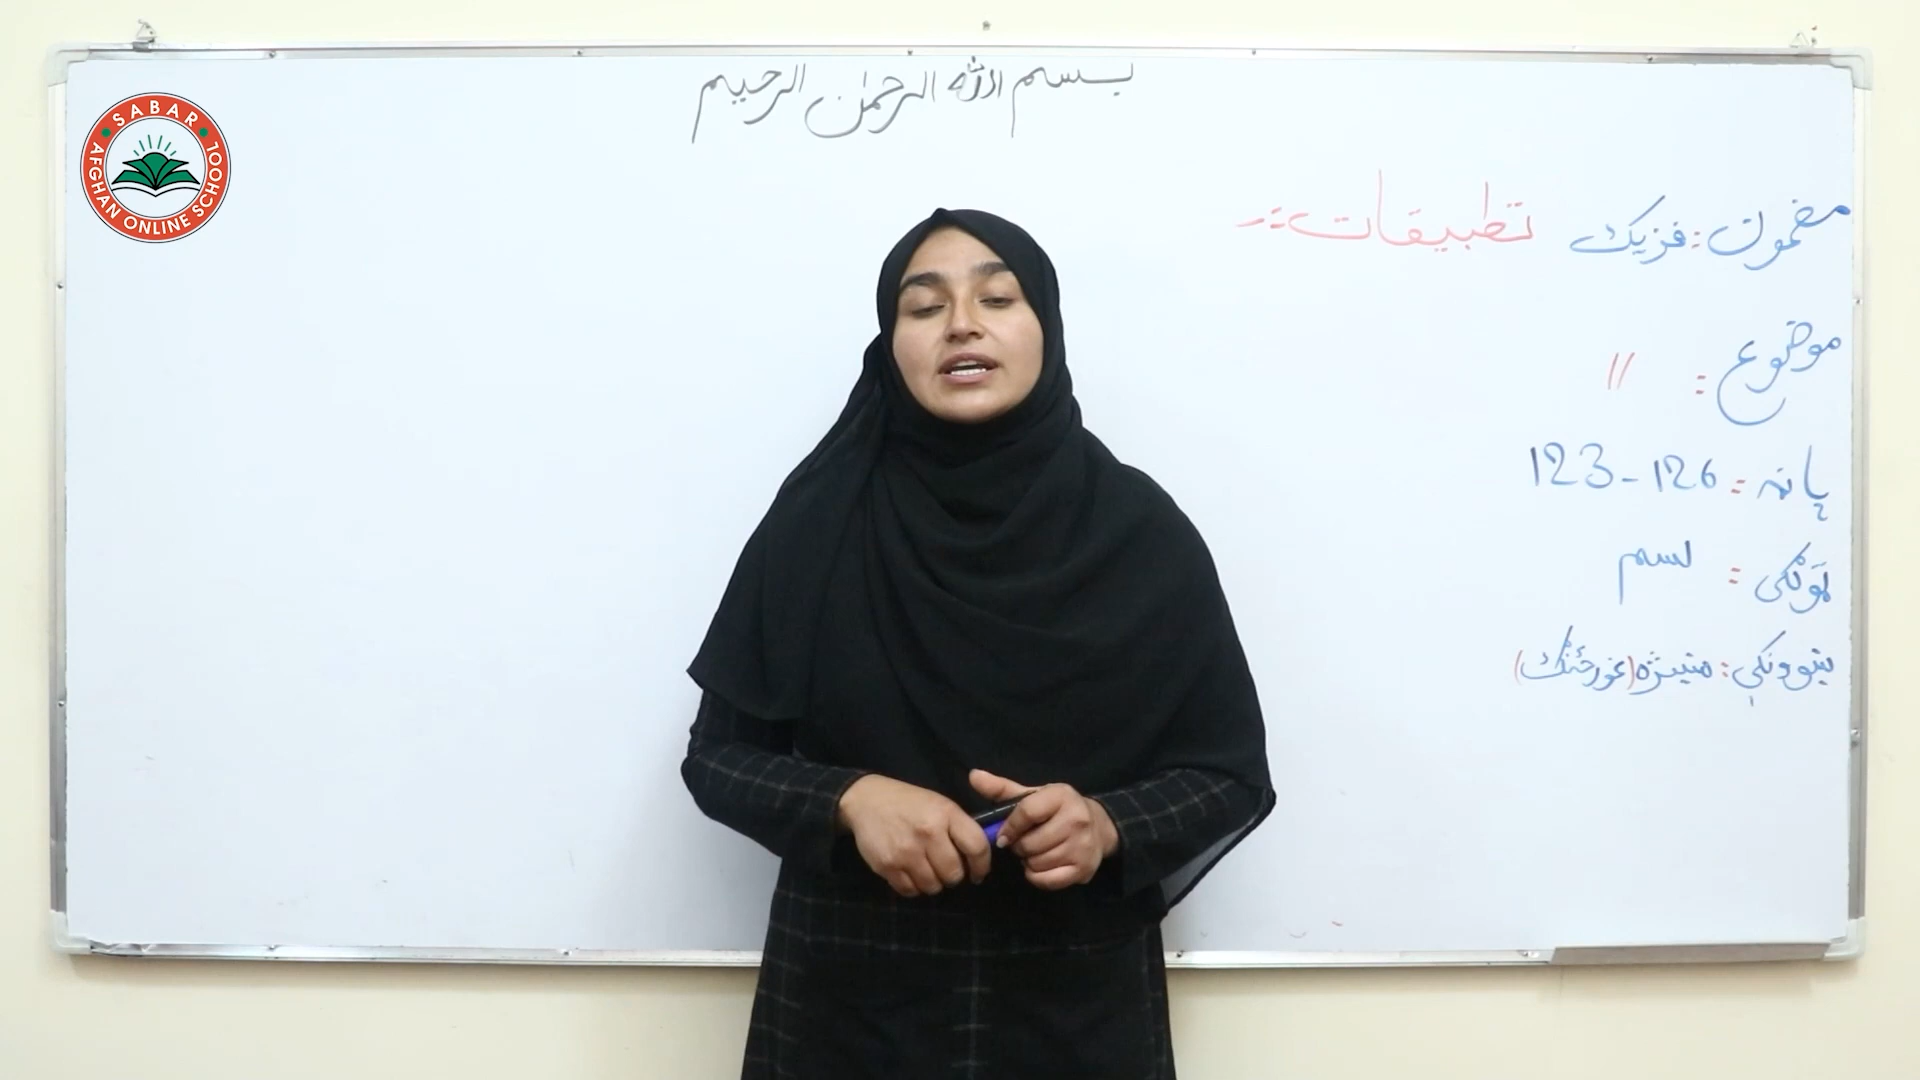 بسم الله الرحمٰن الرحیم
SABAR
AFGHAN ONLINE SCHOOL
مضمون: فزیک تطبیقات:-
موضوع: //
پاڼه: 123-126
ټولګی: لسم
ښوونکې: منیژه (غورځنګ)